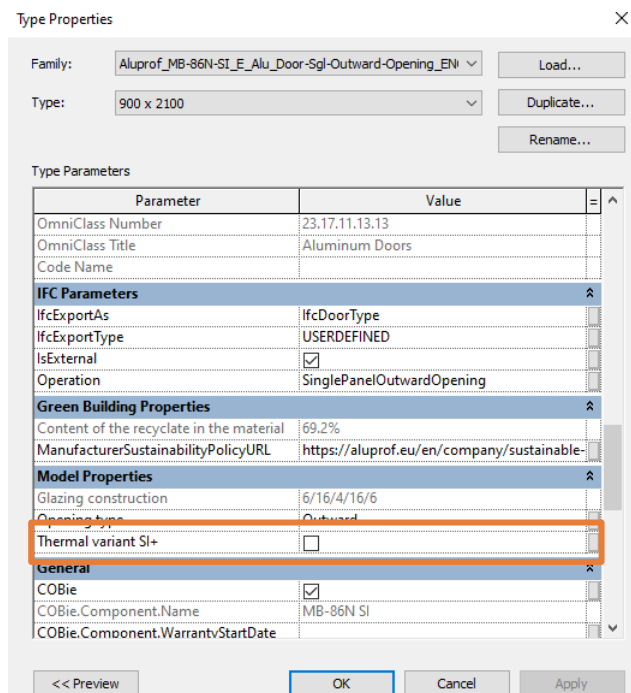 Type Properties
Family: Aluprof_MB-86N-SI_E_Alu_Door-Sgl-Outward-Opening_EN Load...
Type: 900 x 2100 Duplicate...
Rename...
Type Parameters
Parameter Value =
OmniClass Number 23.17.11.13.13
OmniClass Title Aluminum Doors
Code Name
IFC Parameters
IfcExportAs IfcDoorType
IfcExportType USERDEFINED
IsExternal
Operation SinglePanelOutwardOpening
Green Building Properties
Content of the recyclate in the material 69.2%
ManufacturerSustainabilityPolicyURL https://aluprof.eu/en/company/sustainable-
Model Properties
Glazing construction 6/16/4/16/6
Opening type Outward
Thermal variant SI+
General
COBie
COBie.Component.Name MB-86N SI
COBie.Component.WarrantyStartDate
<< Preview OK Cancel Apply